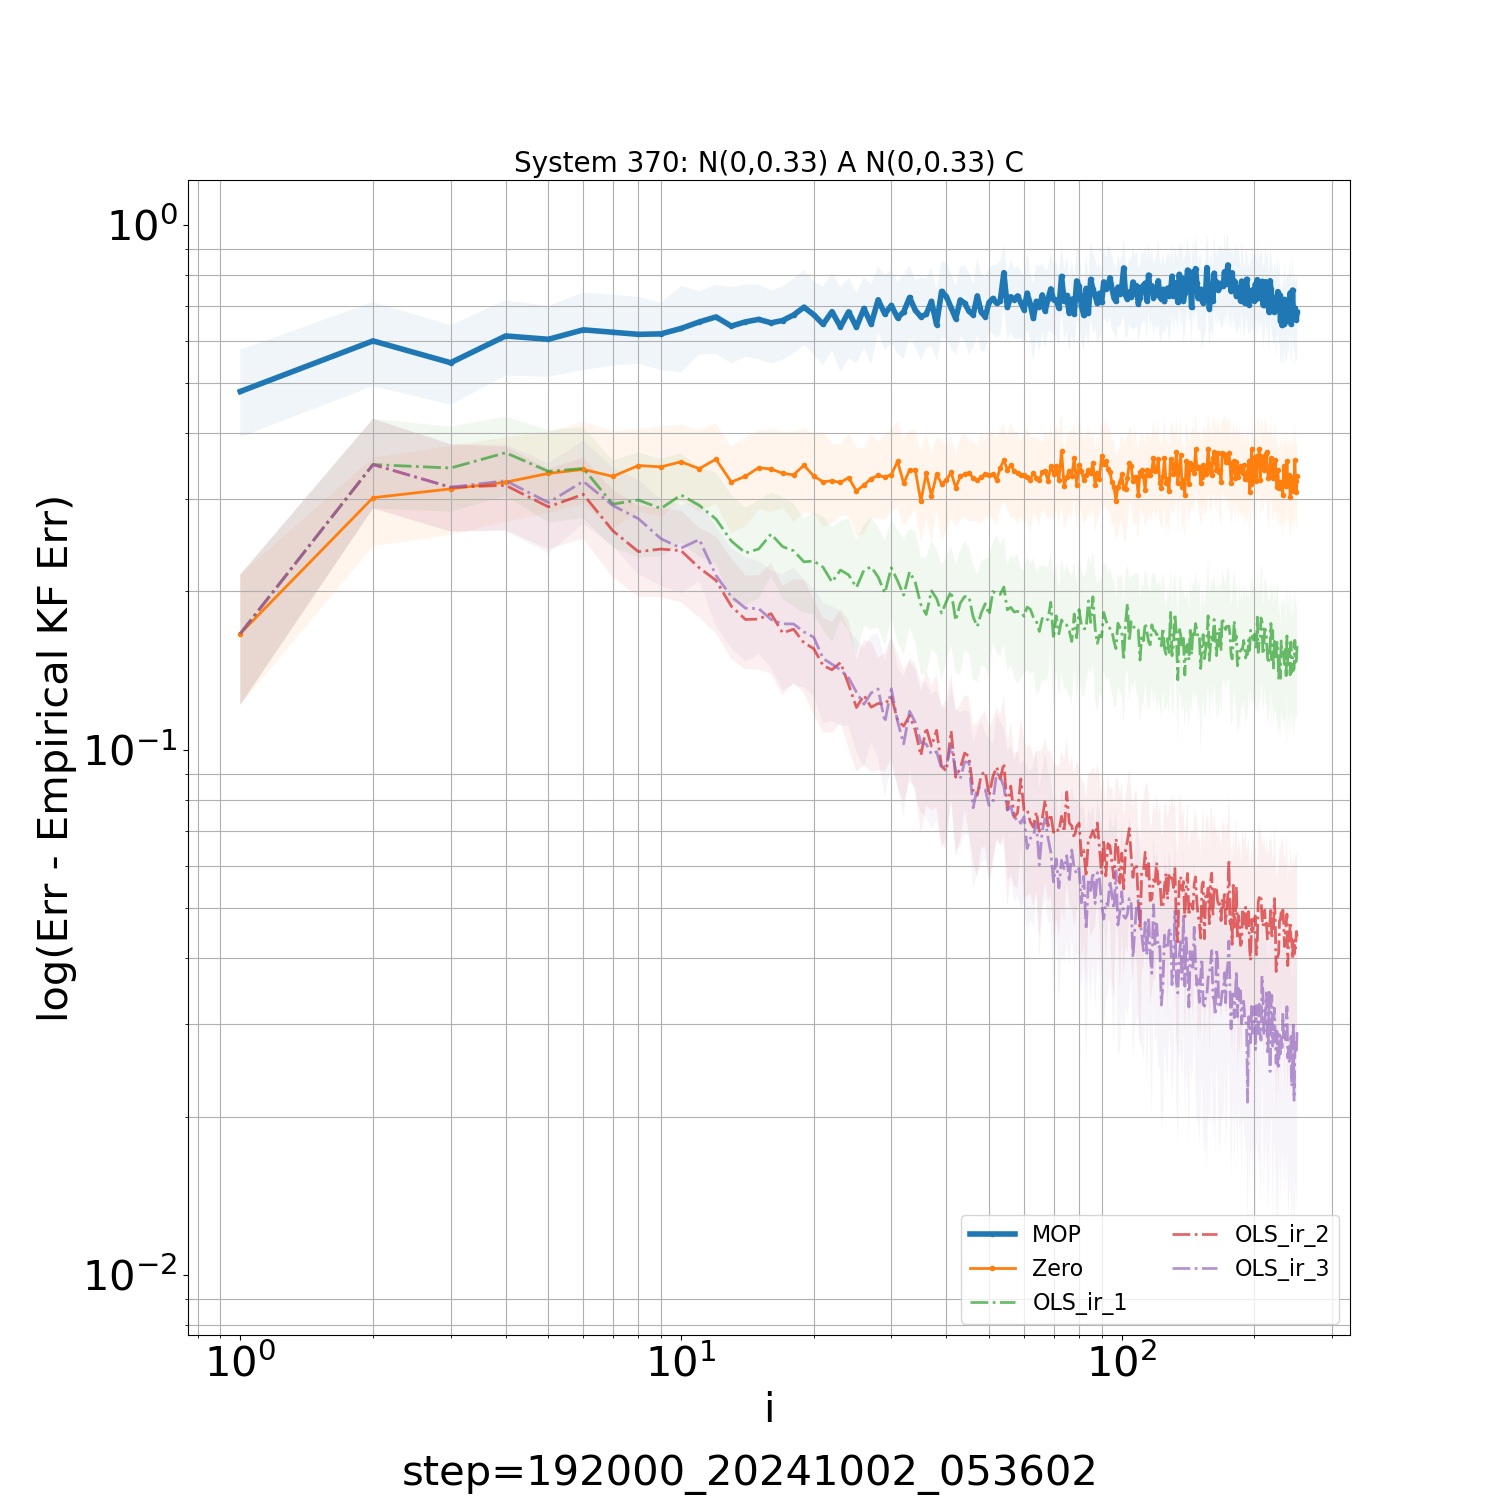 System 370: N(0,0.33) A N(0,0.33) C
log(Err - Empirical KF Err)
10⁰
10⁻¹
10⁻²
MOP
Zero
OLS_ir_1
OLS_ir_2
OLS_ir_3
10⁰ 10¹ 10²
i
step=192000_20241002_053602